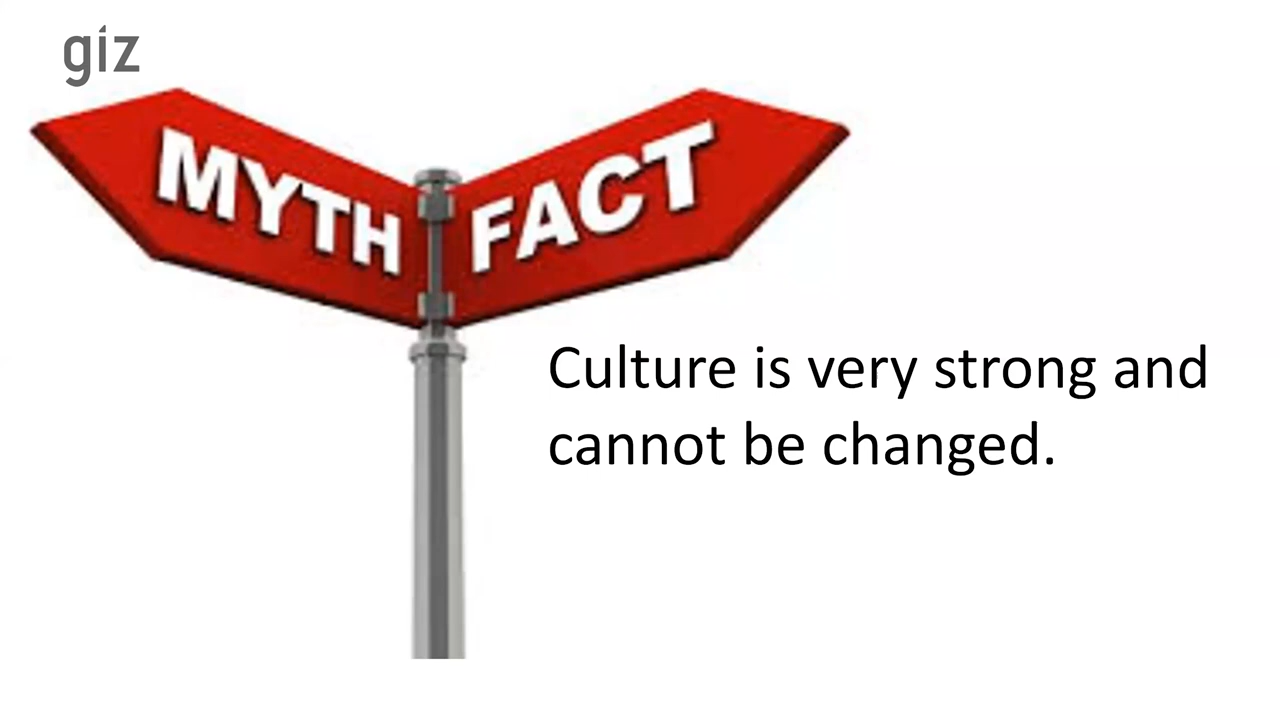 giz
MYTH
FACT
Culture is very strong and
cannot be changed.